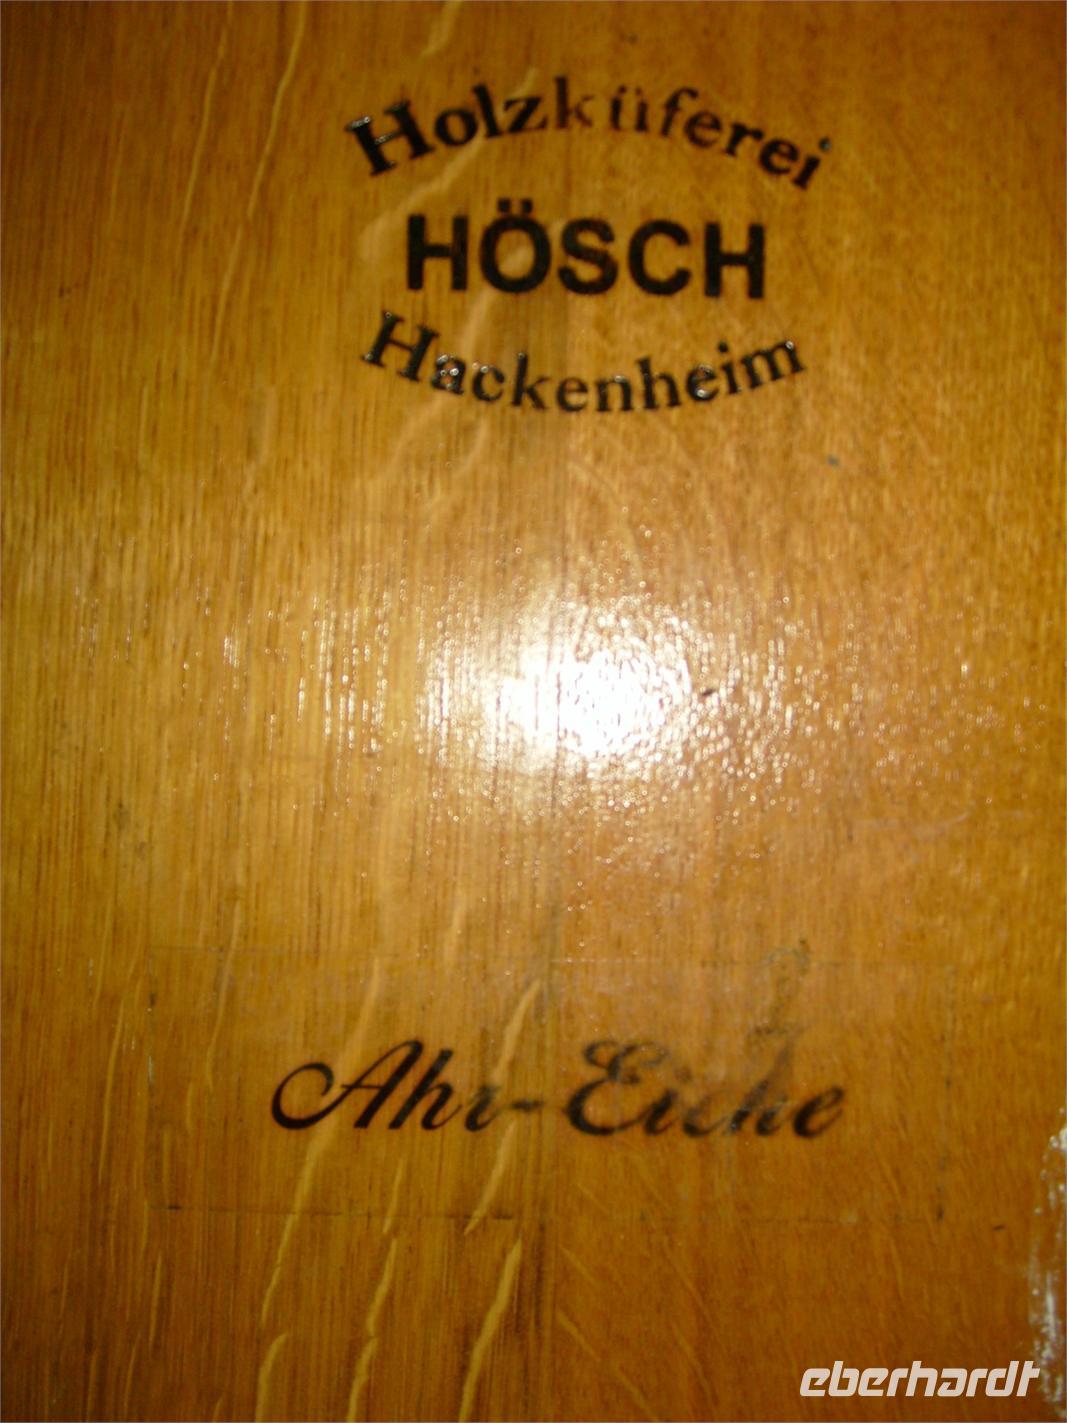 Holzküferei
HÖSCH
Hackenheim
Ahr-Eiche
eberhardt